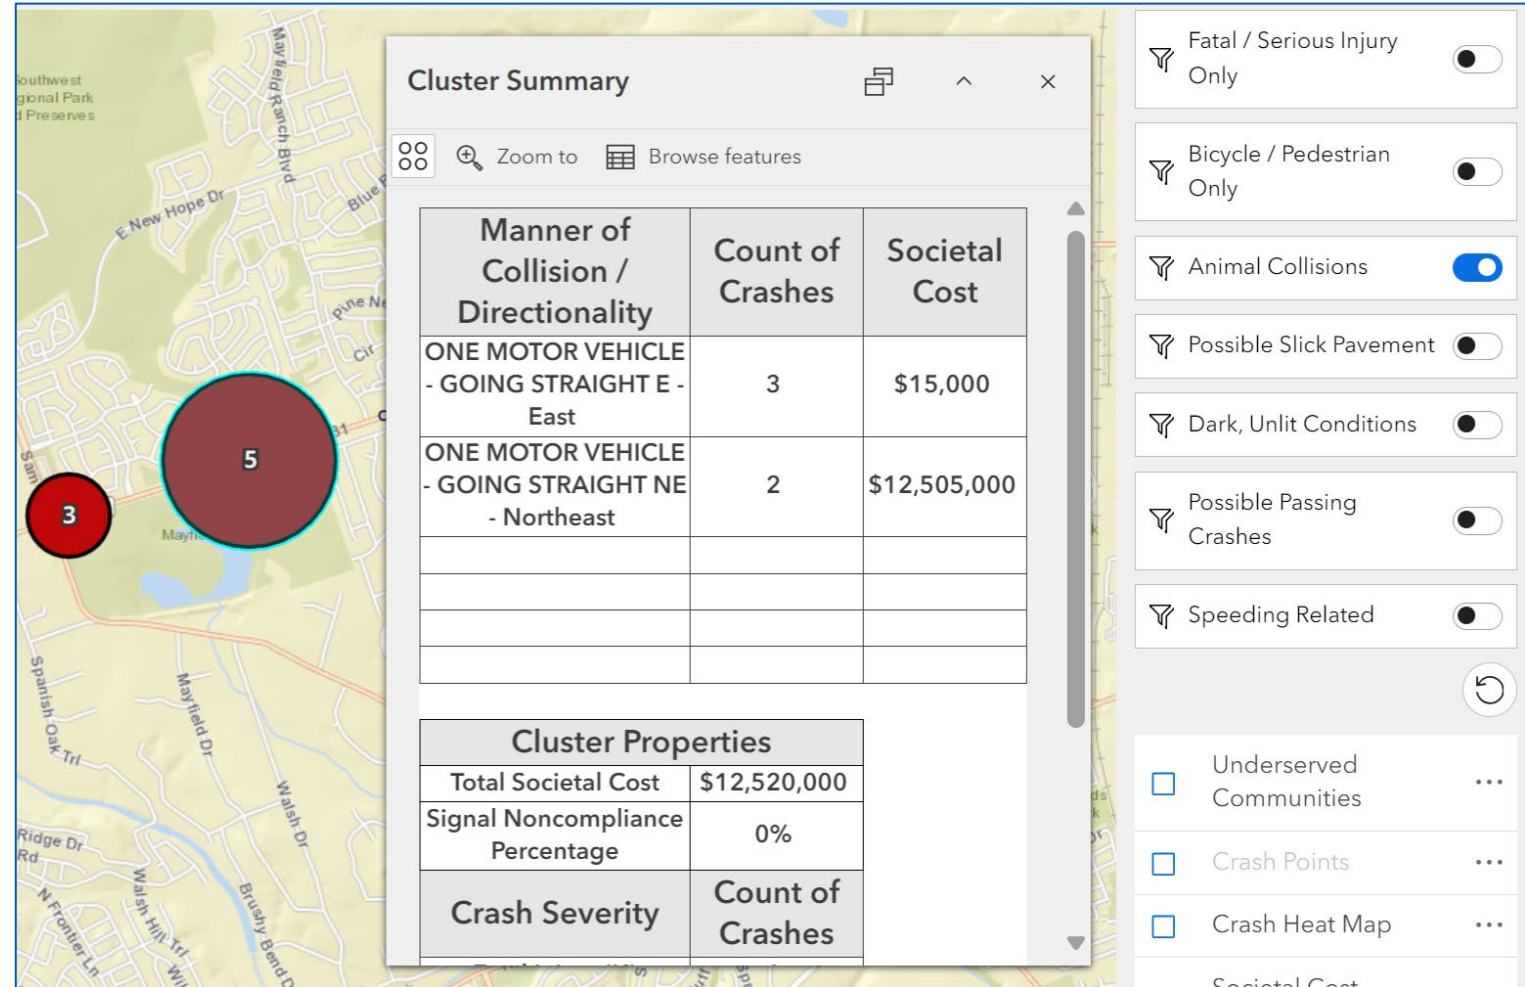 Southwest
gional Park
d Preserves
Mayfield Ranch Blvd
E New Hope Dr
Blue
Pine Ne
Cir
5
3
Sam
Spanish Oak Trl
Mayfield Dr
Walsh Dr
Ridge Dr
Rd
N Frontier Ln
Walsh Hill Trl
Brushy Bend D
Cluster Summary
Zoom to
Browse features
Manner of
Collision /
Directionality
Count of
Crashes
Societal
Cost
ONE MOTOR VEHICLE
- GOING STRAIGHT E -
East
3
$15,000
ONE MOTOR VEHICLE
- GOING STRAIGHT NE
- Northeast
2
$12,505,000
Cluster Properties
Total Societal Cost
$12,520,000
Signal Noncompliance
Percentage
0%
Crash Severity
Count of
Crashes
Fatal / Serious Injury
Only
Bicycle / Pedestrian
Only
Animal Collisions
Possible Slick Pavement
Dark, Unlit Conditions
Possible Passing
Crashes
Speeding Related
Underserved
Communities
Crash Points
Crash Heat Map
Societal Cost